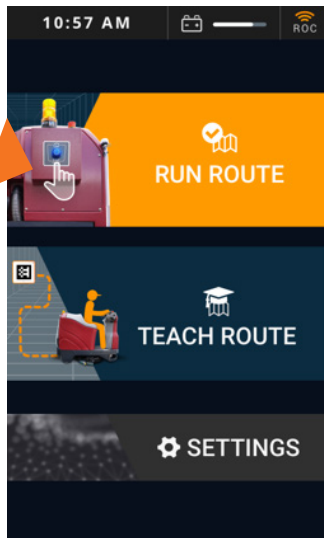 10:57 AM
ROC
RUN ROUTE
TEACH ROUTE
SETTINGS